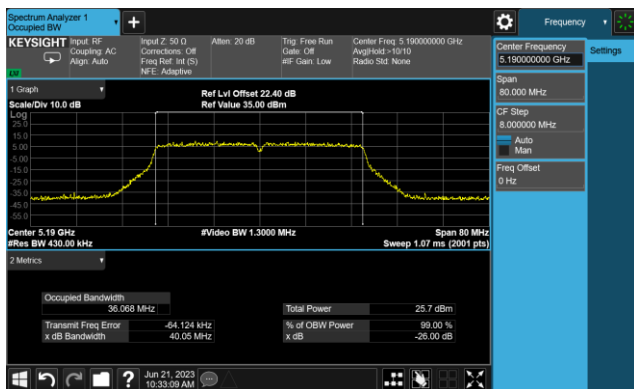 Spectrum Analyzer 1
Occupied BW
Frequency
KEYSIGHT
Input: RF
Coupling: AC
Align: Auto
Input Z: 50 Ω
Corrections: Off
Freq Ref: Int (S)
NFE: Adaptive
Atten: 20 dB
Trig: Free Run
Gate: Off
#IF Gain: Low
Center Freq: 5.190000000 GHz
Avg|Hold:>10/10
Radio Std: None
Center Frequency
5.190000000 GHz
Settings
Span
80.000 MHz
CF Step
8.000000 MHz
Auto
Man
Freq Offset
0 Hz
1 Graph
Scale/Div 10.0 dB
Ref Lvl Offset 22.40 dB
Ref Value 35.00 dBm
Log
25.0
15.0
5.00
-5.00
-15.0
-25.0
-35.0
-45.0
-55.0
Center 5.19 GHz
#Res BW 430.00 kHz
#Video BW 1.3000 MHz
Span 80 MHz
Sweep 1.07 ms (2001 pts)
2 Metrics
Occupied Bandwidth
36.068 MHz
Total Power 25.7 dBm
Transmit Freq Error -64.124 kHz
% of OBW Power 99.00 %
x dB Bandwidth 40.05 MHz
x dB -26.00 dB
?
Jun 21, 2023
10:33:09 AM